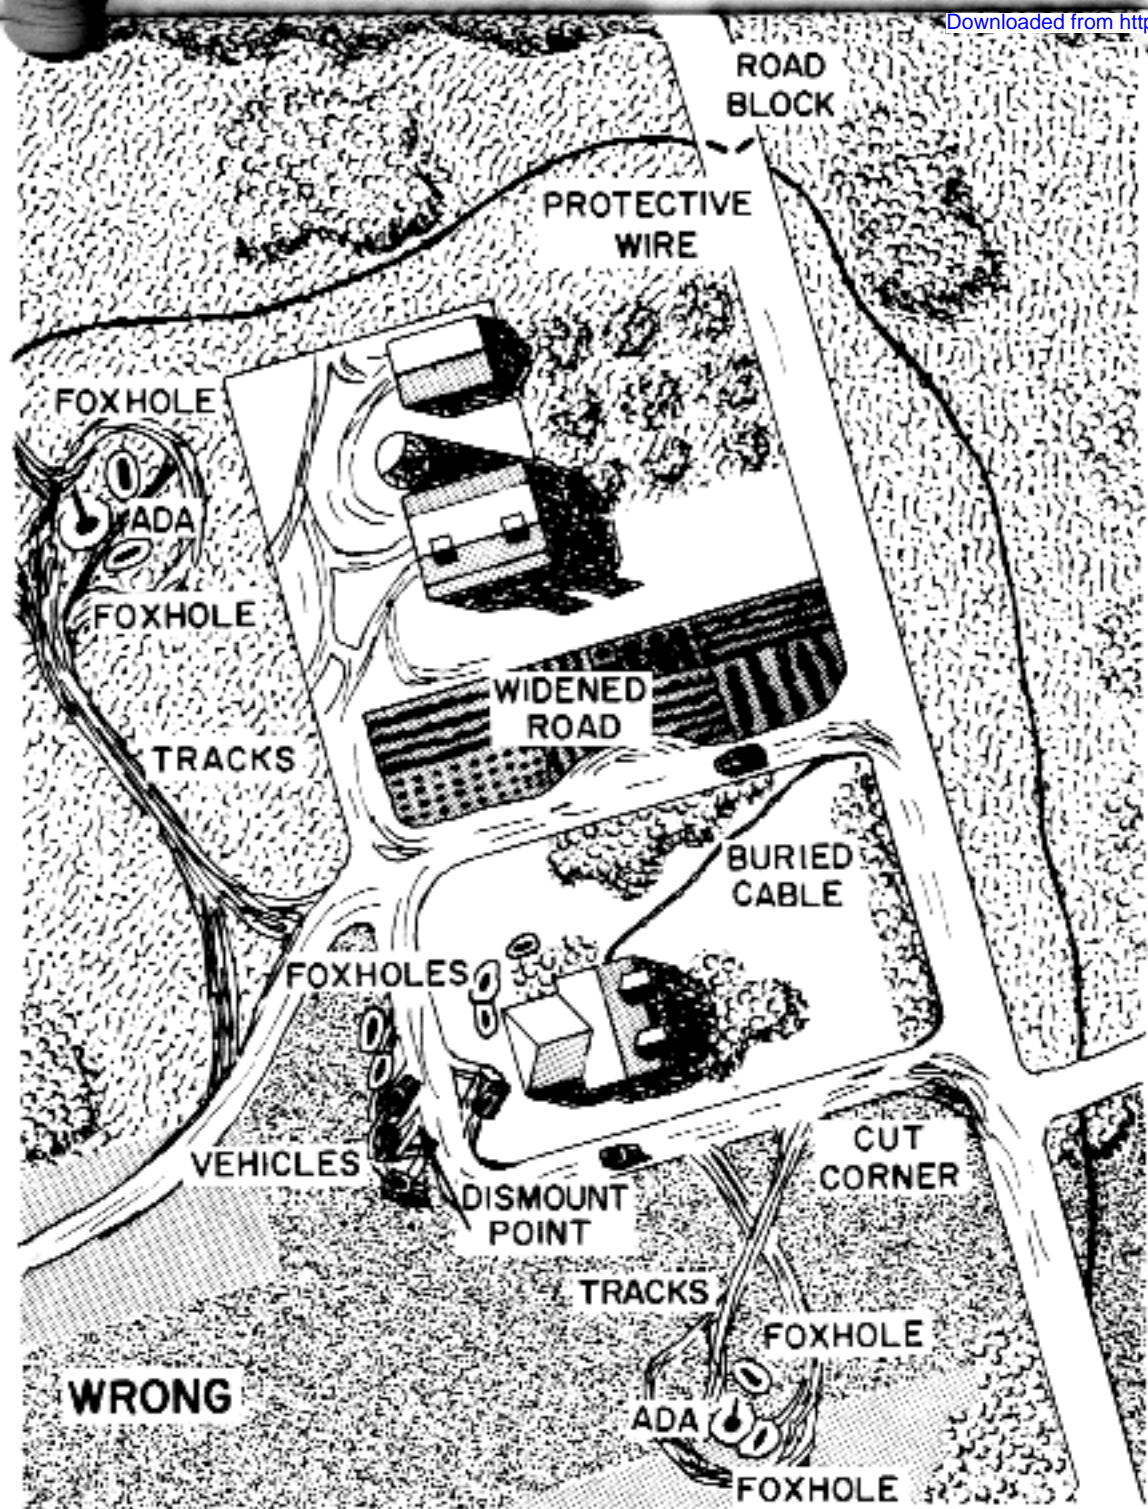 Downloaded from http
ROAD
BLOCK
PROTECTIVE
WIRE
FOXHOLE
ADA
FOXHOLE
WIDENED
ROAD
TRACKS
BURIED
CABLE
FOXHOLES
VEHICLES
CUT
CORNER
DISMOUNT
POINT
TRACKS
FOXHOLE
WRONG
ADA
FOXHOLE